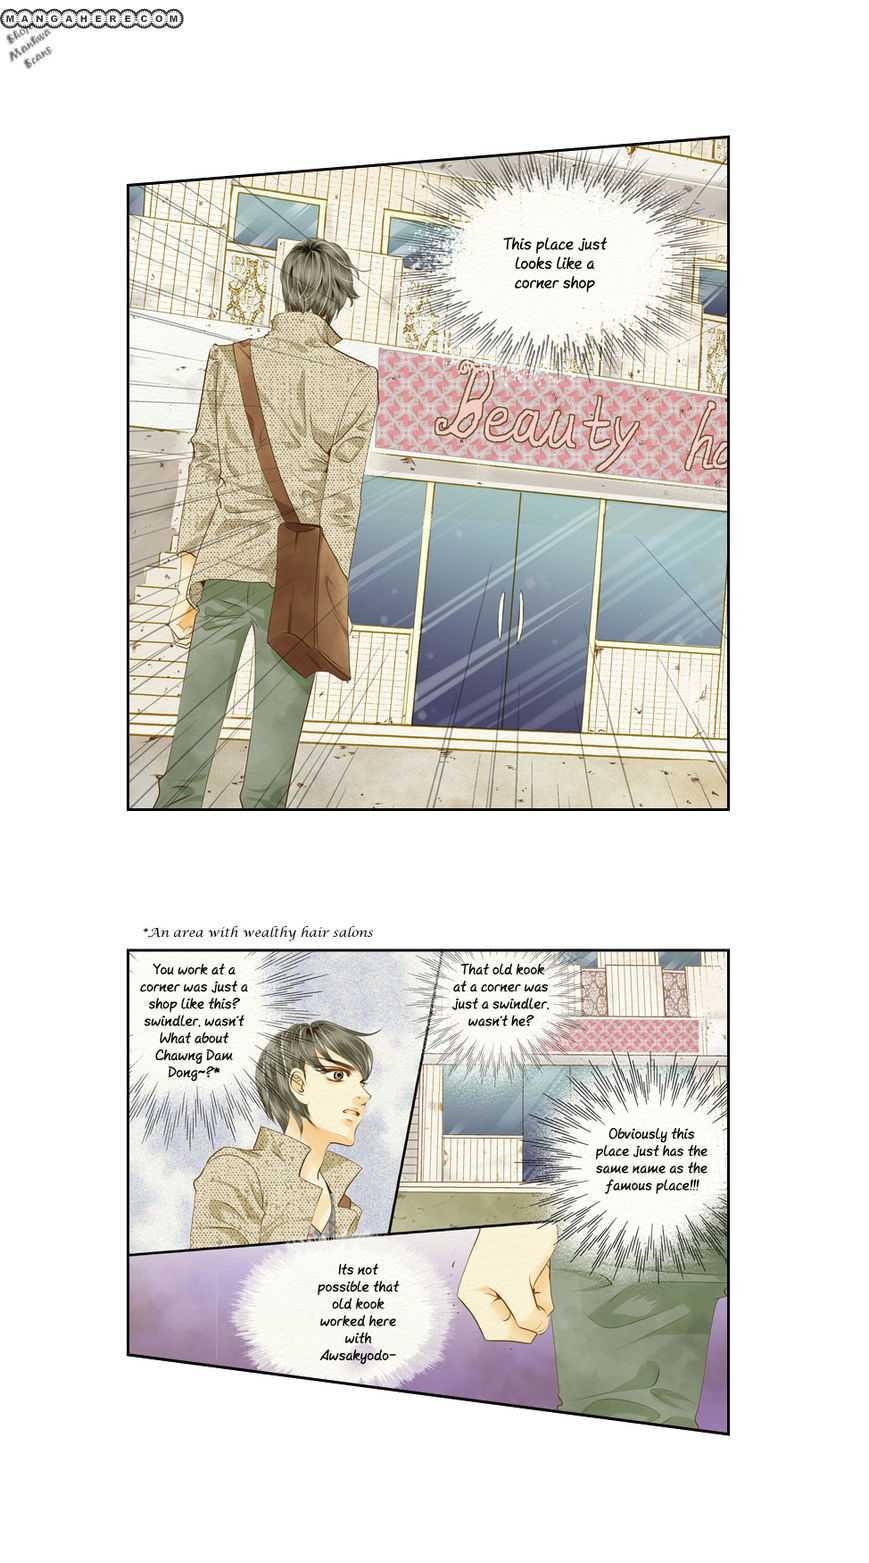 MANGAHERE.COM
Manhwa
Scans
This place just
looks like a
corner shop
Beauty ha
*An area with wealthy hair salons
You work at a
corner was just a
shop like this?
swindler, wasn't
What about
Chawng Dam
Dong~?*
That old kook
at a corner was
just a swindler,
wasn't he?
Obviously this
place just has the
same name as the
famous place!!!
Its not
possible that
old kook
worked here
with
Awsakyodo-